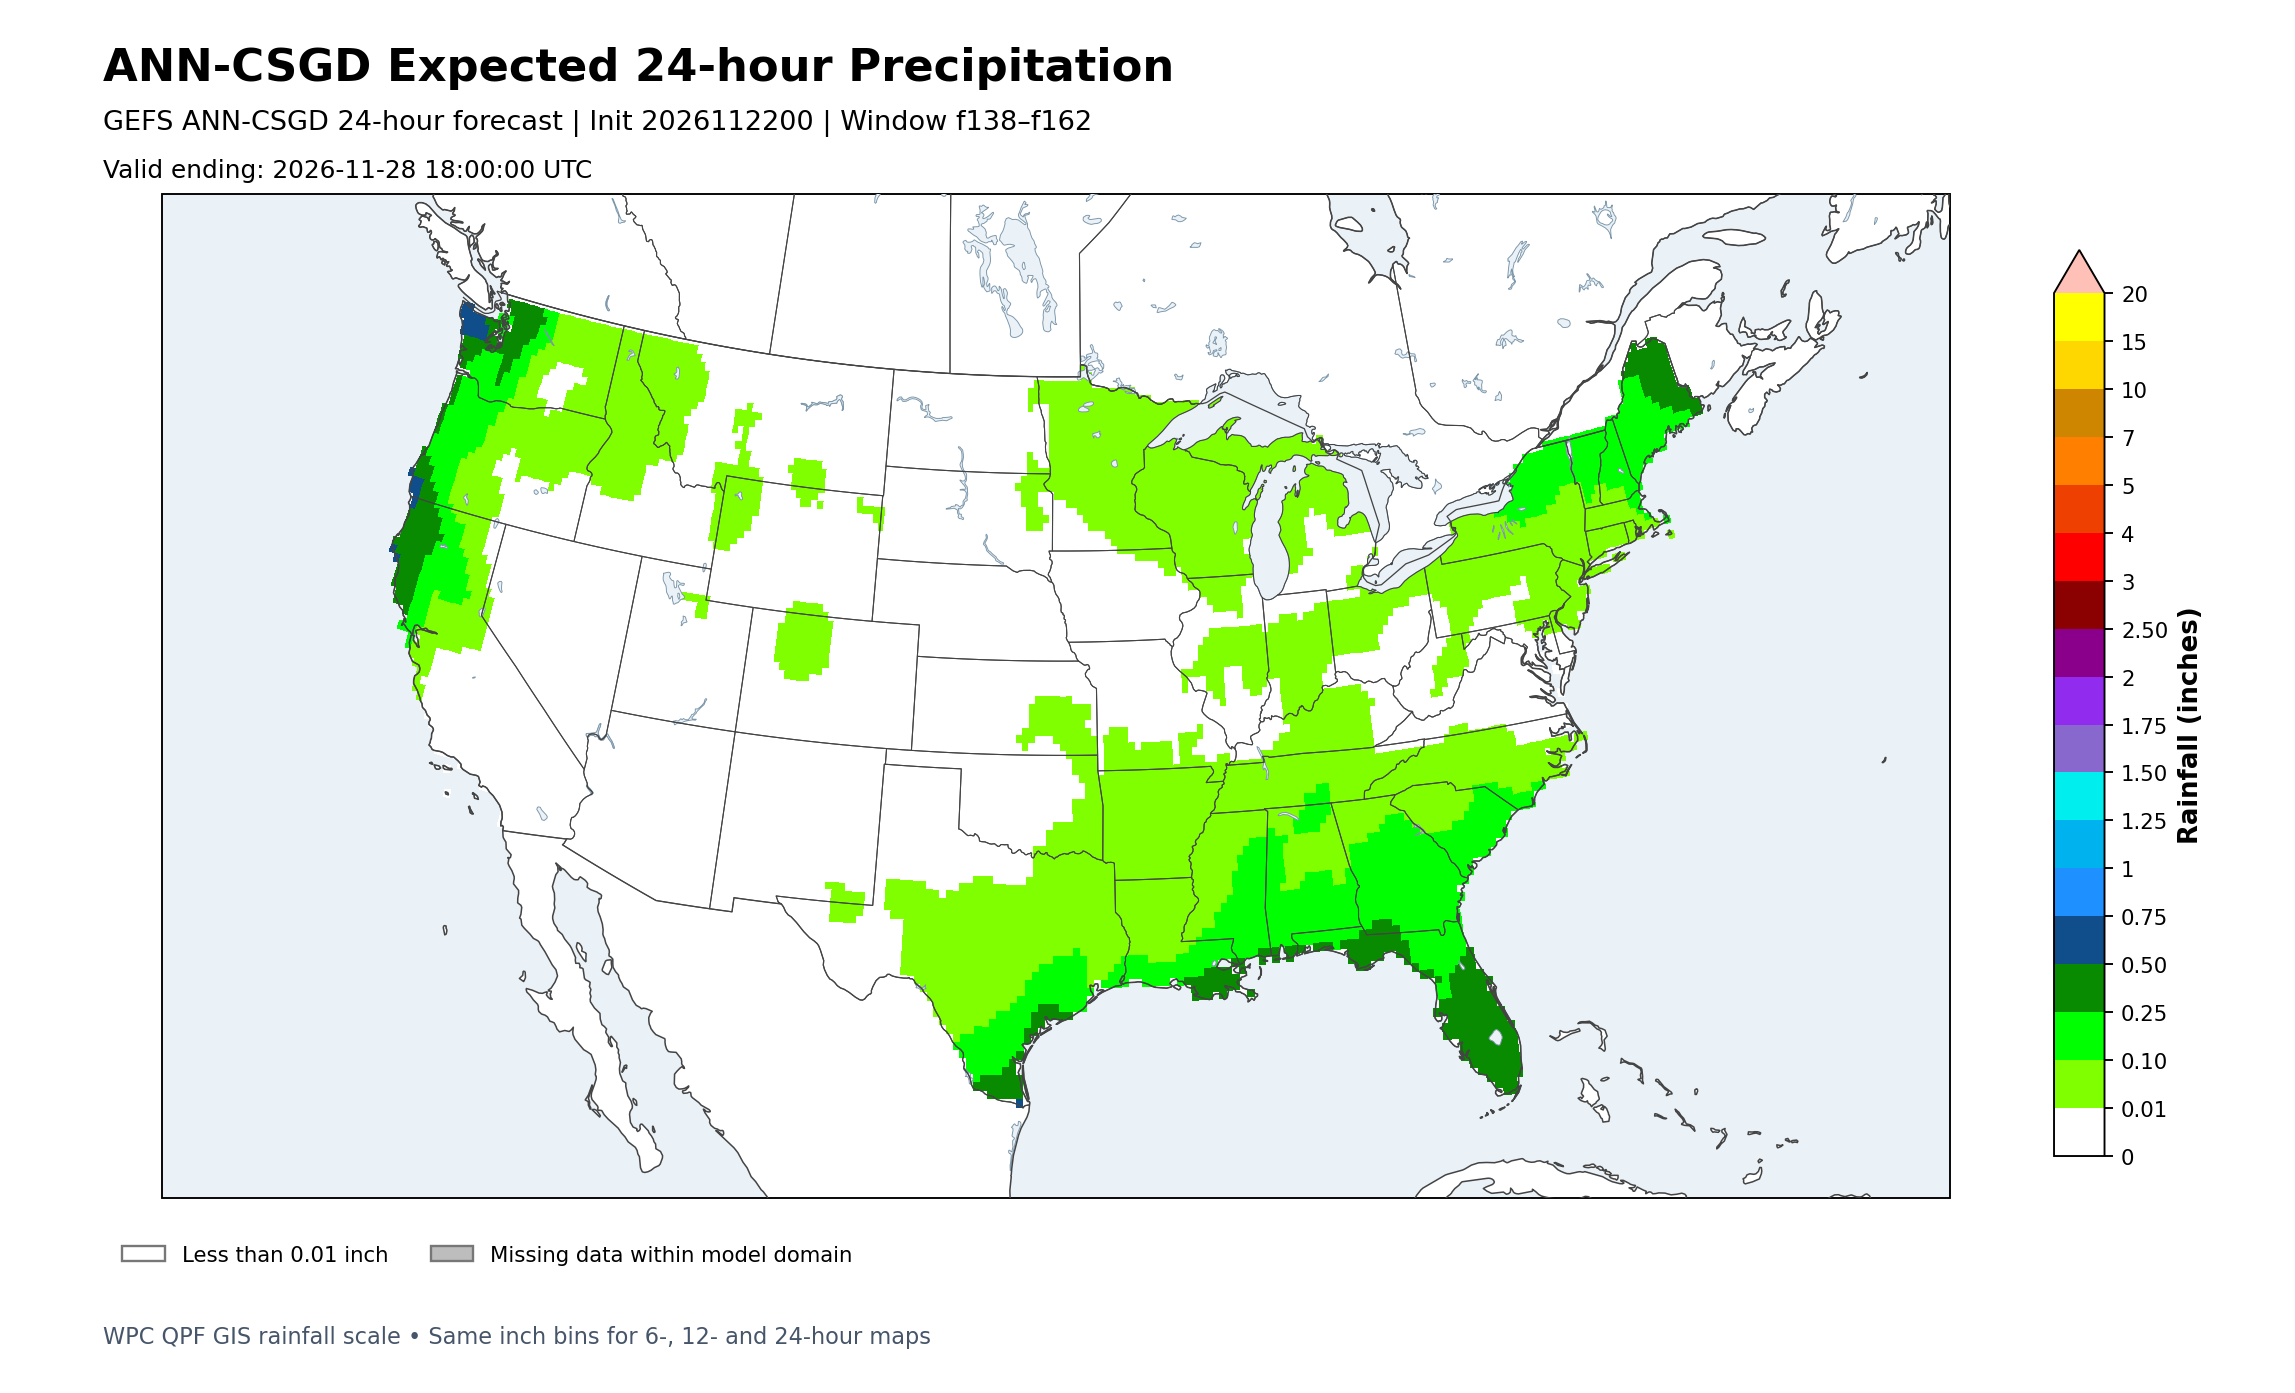 ANN-CSGD Expected 24-hour Precipitation
GEFS ANN-CSGD 24-hour forecast | Init 2026112200 | Window f138–f162
Valid ending: 2026-11-28 18:00:00 UTC
20
15
10
7
5
4
3
2.50
2
1.75
1.50
1.25
1
0.75
0.50
0.25
0.10
0.01
0
Rainfall (inches)
Less than 0.01 inch
Missing data within model domain
WPC QPF GIS rainfall scale • Same inch bins for 6-, 12- and 24-hour maps